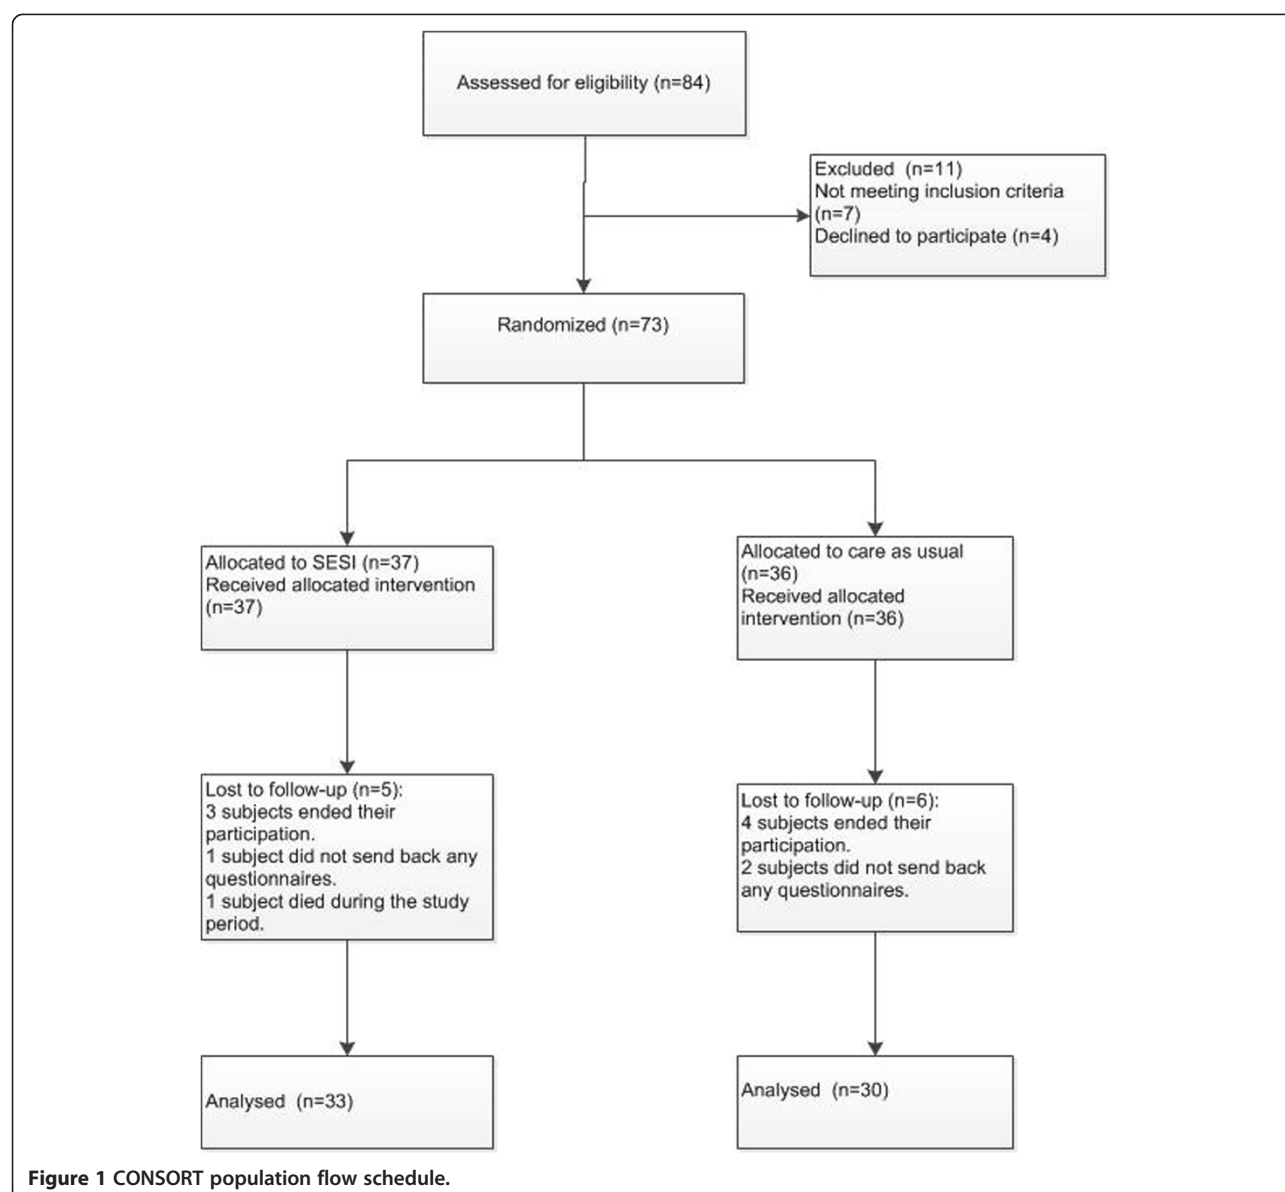 Assessed for eligibility (n=84)
Excluded (n=11)
Not meeting inclusion criteria
(n=7)
Declined to participate (n=4)
Randomized (n=73)
Allocated to SESI (n=37)
Received allocated intervention
(n=37)
Allocated to care as usual
(n=36)
Received allocated
intervention (n=36)
Lost to follow-up (n=5):
3 subjects ended their
participation.
1 subject did not send back any
questionnaires.
1 subject died during the study
period.
Lost to follow-up (n=6):
4 subjects ended their
participation.
2 subjects did not send back
any questionnaires.
Analysed (n=33)
Analysed (n=30)
Figure 1 CONSORT population flow schedule.